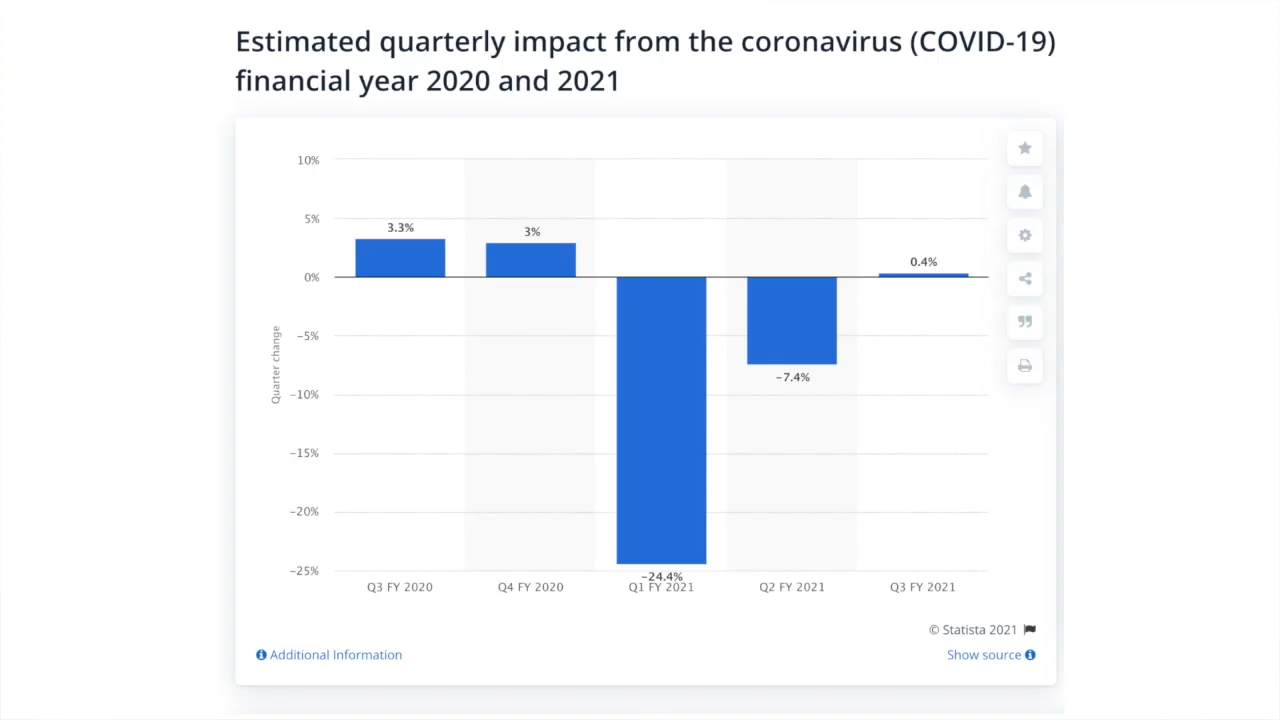 Estimated quarterly impact from the coronavirus (COVID-19)
financial year 2020 and 2021
10%
5%
0%
−5%
−10%
−15%
−20%
−25%
Quarter change
3.3%
3%
−24.4%
−7.4%
0.4%
Q3 FY 2020
Q4 FY 2020
Q1 FY 2021
Q2 FY 2021
Q3 FY 2021
© Statista 2021
Additional Information
Show source